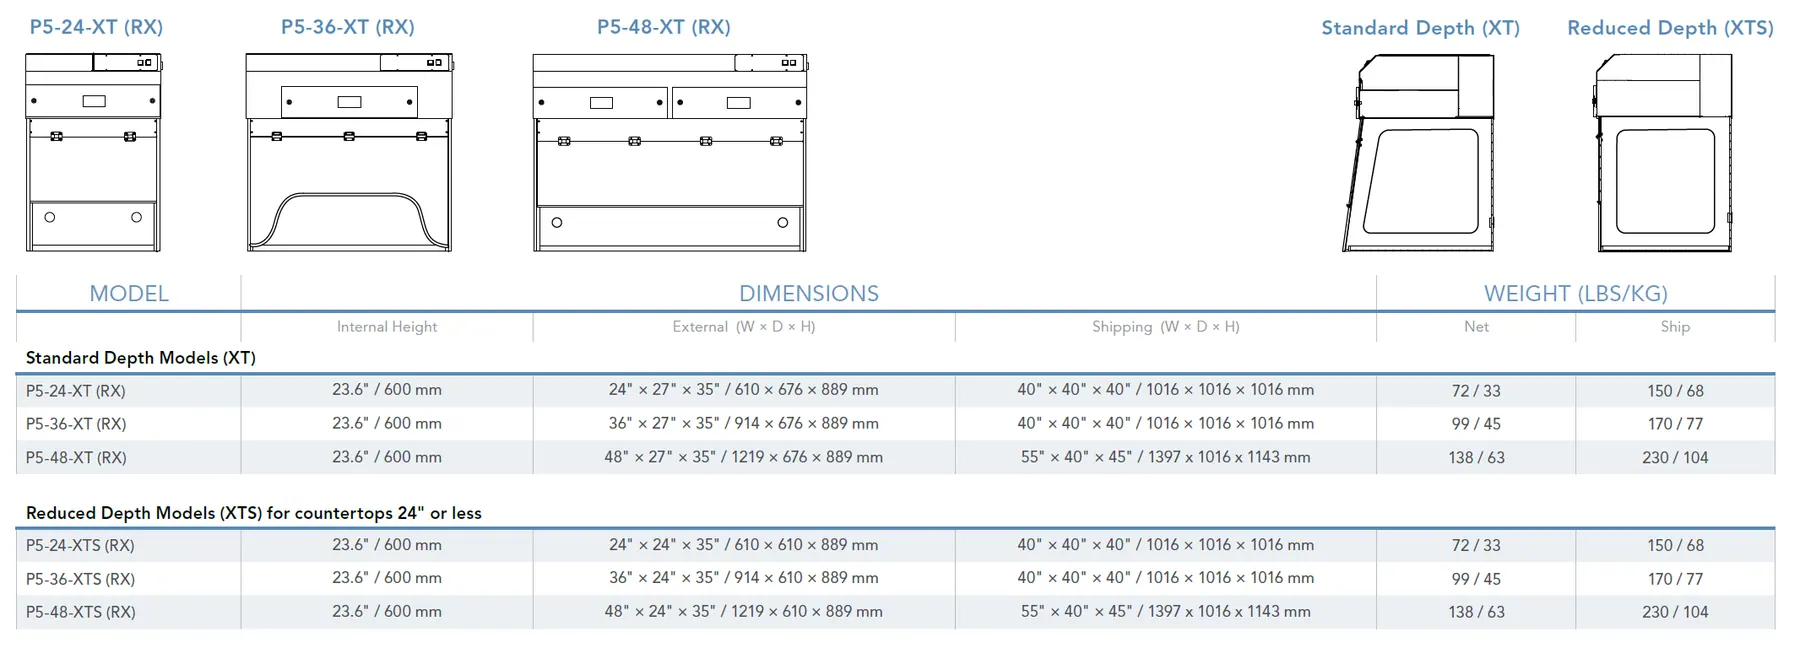 P5-24-XT (RX) P5-36-XT (RX) P5-48-XT (RX) Standard Depth (XT) Reduced Depth (XTS)
MODEL DIMENSIONS WEIGHT (LBS/KG)
Internal Height External (W × D × H) Shipping (W × D × H) Net Ship
Standard Depth Models (XT)
P5-24-XT (RX) 23.6" / 600 mm 24" × 27" × 35" / 610 × 676 × 889 mm 40" × 40" × 40" / 1016 × 1016 × 1016 mm 72 / 33 150 / 68
P5-36-XT (RX) 23.6" / 600 mm 36" × 27" × 35" / 914 × 676 × 889 mm 40" × 40" × 40" / 1016 × 1016 × 1016 mm 99 / 45 170 / 77
P5-48-XT (RX) 23.6" / 600 mm 48" × 27" × 35" / 1219 × 676 × 889 mm 55" × 40" × 45" / 1397 x 1016 x 1143 mm 138 / 63 230 / 104
Reduced Depth Models (XTS) for countertops 24" or less
P5-24-XTS (RX) 23.6" / 600 mm 24" × 24" × 35" / 610 × 610 × 889 mm 40" × 40" × 40" / 1016 × 1016 × 1016 mm 72 / 33 150 / 68
P5-36-XTS (RX) 23.6" / 600 mm 36" × 24" × 35" / 914 × 610 × 889 mm 40" × 40" × 40" / 1016 × 1016 × 1016 mm 99 / 45 170 / 77
P5-48-XTS (RX) 23.6" / 600 mm 48" × 24" × 35" / 1219 × 610 × 889 mm 55" × 40" × 45" / 1397 x 1016 x 1143 mm 138 / 63 230 / 104